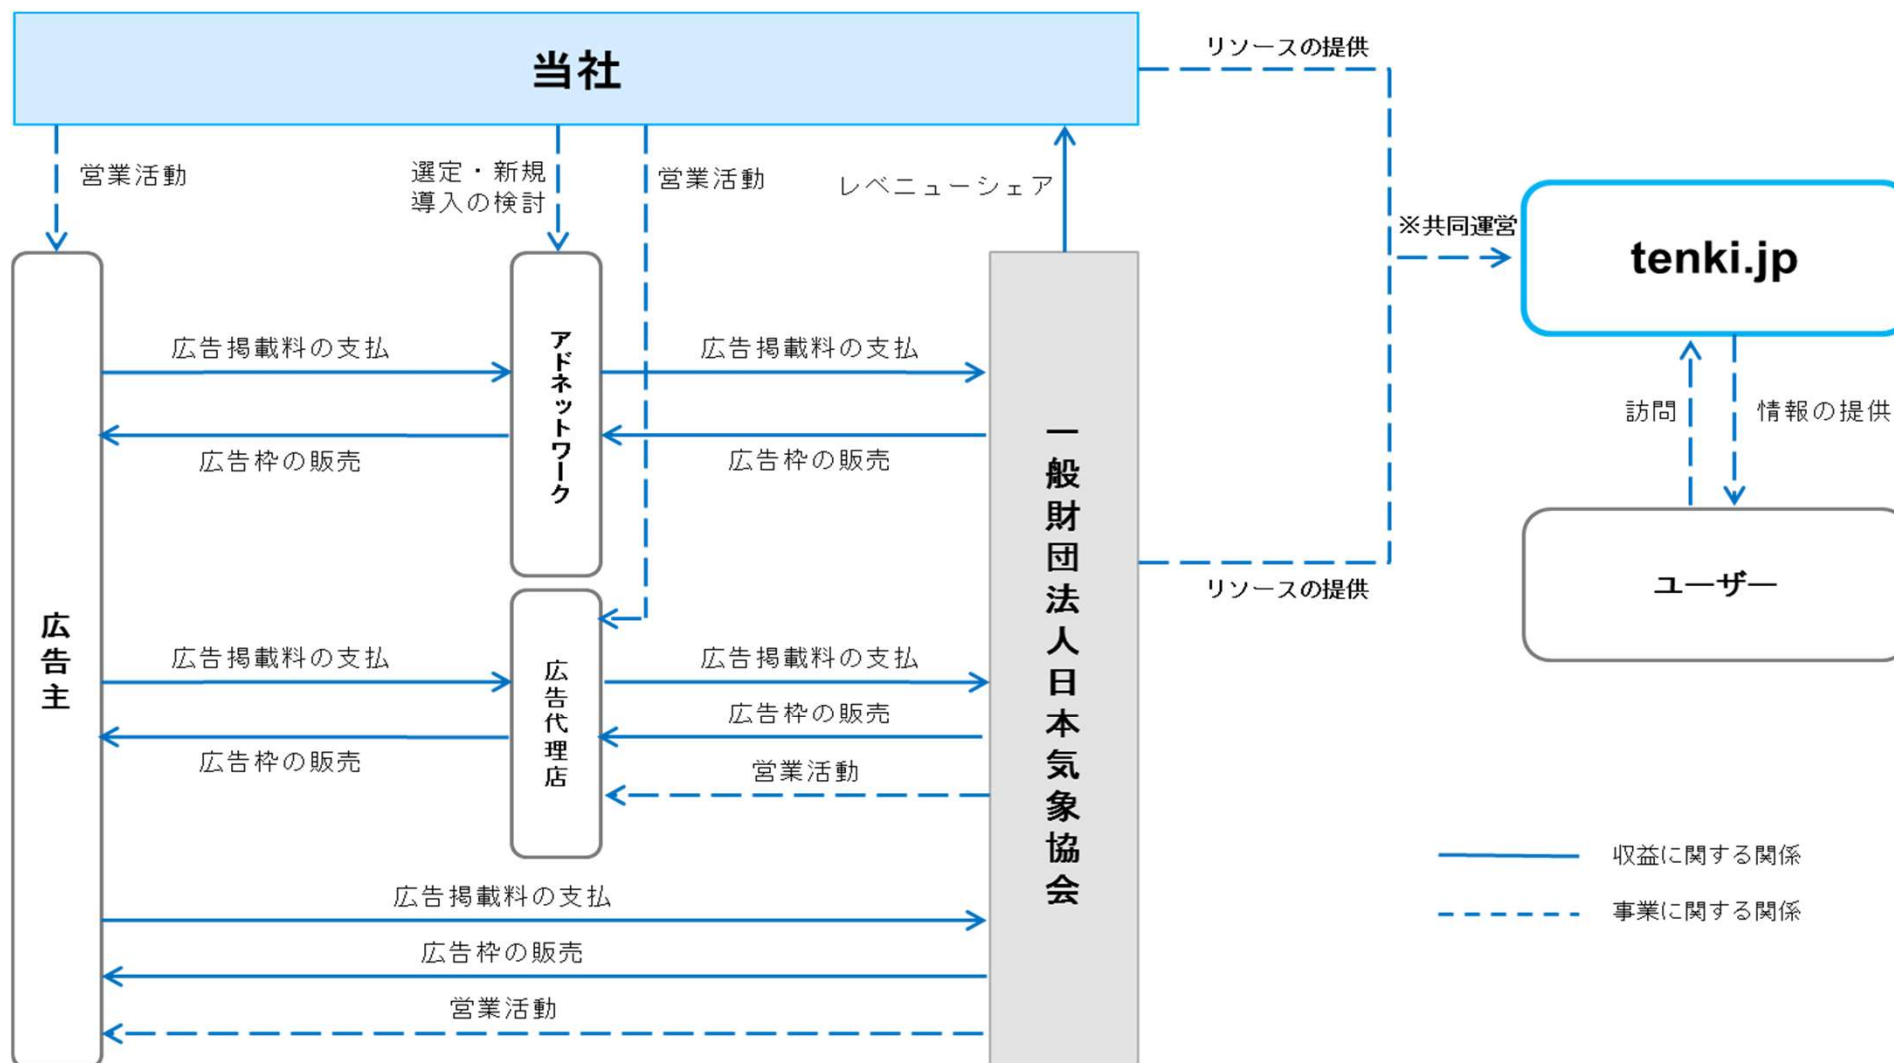 当社
リソースの提供
営業活動
選定・新規
導入の検討
営業活動
レベニューシェア
※共同運営
tenki.jp
広告掲載料の支払
アドネットワーク
広告掲載料の支払
広告枠の販売
広告枠の販売
訪問
情報の提供
一般財団法人日本気象協会
リソースの提供
ユーザー
広告主
広告掲載料の支払
広告代理店
広告掲載料の支払
広告枠の販売
広告枠の販売
営業活動
広告掲載料の支払
広告枠の販売
営業活動
収益に関する関係
事業に関する関係